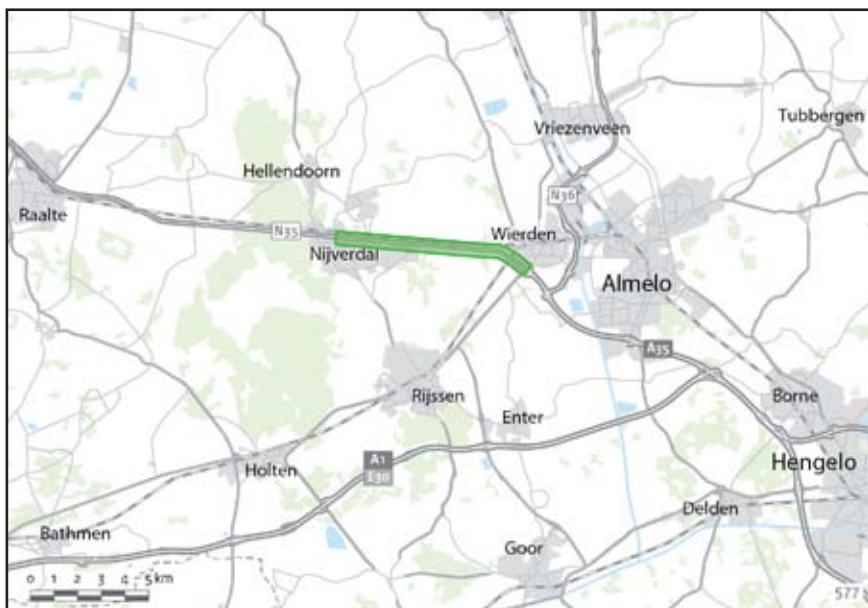 Vriezenveen
Tubbergen
Hellendoorn
N36
Raalte
N35
Wierden
Nijverdal
Almelo
A35
Rijssen
Borne
Enter
A1
E30
Holten
Hengelo
Delden
Bathmen
Goor
0 1 2 3 4 5 km
577